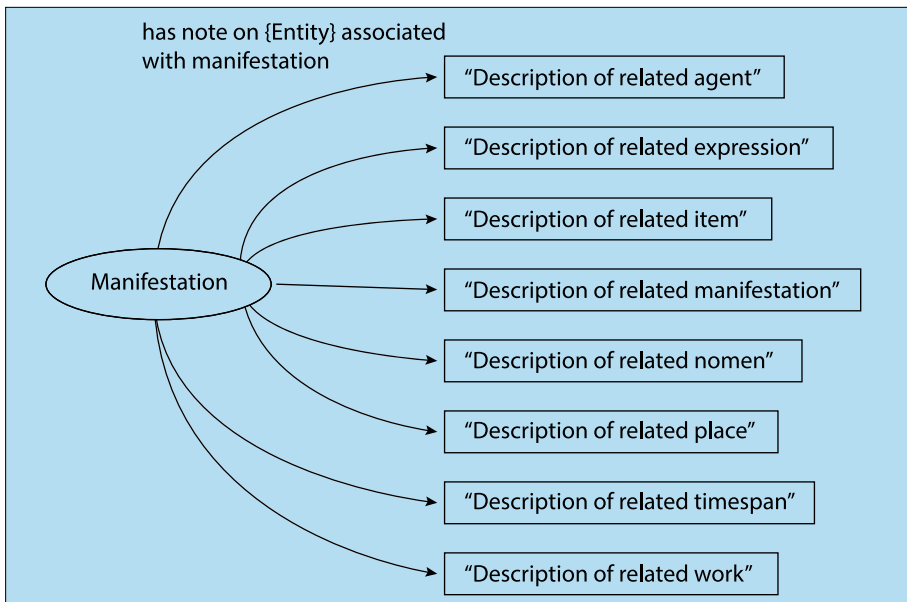 has note on {Entity} associated
with manifestation
“Description of related agent”
“Description of related expression”
“Description of related item”
Manifestation
“Description of related manifestation”
“Description of related nomen”
“Description of related place”
“Description of related timespan”
“Description of related work”